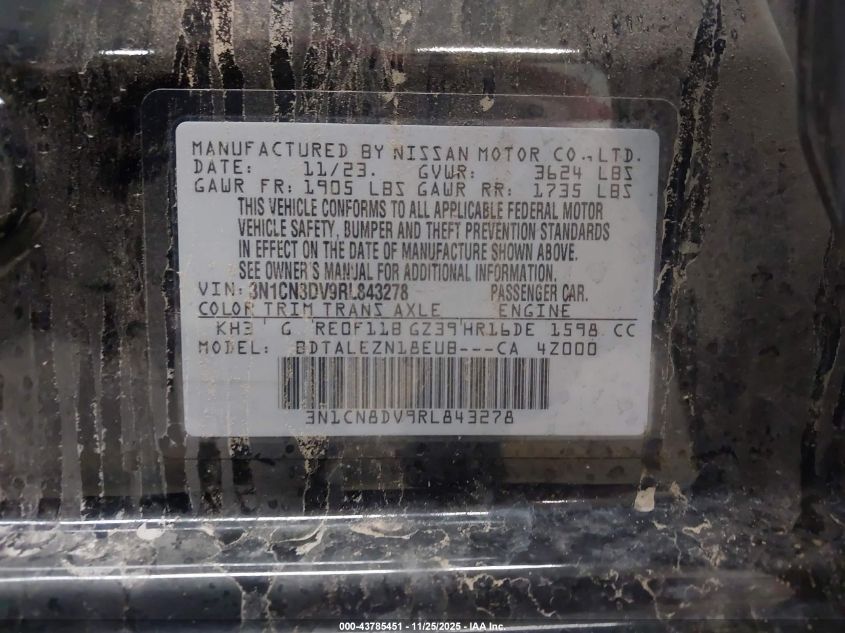 MANUFACTURED BY NISSAN MOTOR CO.,LTD.
DATE: 11/23. GVWR: 3624 LBS
GAWR FR: 1905 LBS GAWR RR: 1735 LBS
THIS VEHICLE CONFORMS TO ALL APPLICABLE FEDERAL MOTOR
VEHICLE SAFETY, BUMPER AND THEFT PREVENTION STANDARDS
IN EFFECT ON THE DATE OF MANUFACTURE SHOWN ABOVE.
SEE OWNER'S MANUAL FOR ADDITIONAL INFORMATION.
VIN: 3N1CN8DV9RL843278 PASSENGER CAR.
COLOR TRIM TRANS AXLE ENGINE
KH3 G RE0F11B GZ39 HR16DE 1598 CC
MODEL: BDTALEZN18EUB---CA 4Z000
3N1CN8DV9RL843278
000-43785451 - 11/25/2025 - IAA Inc.